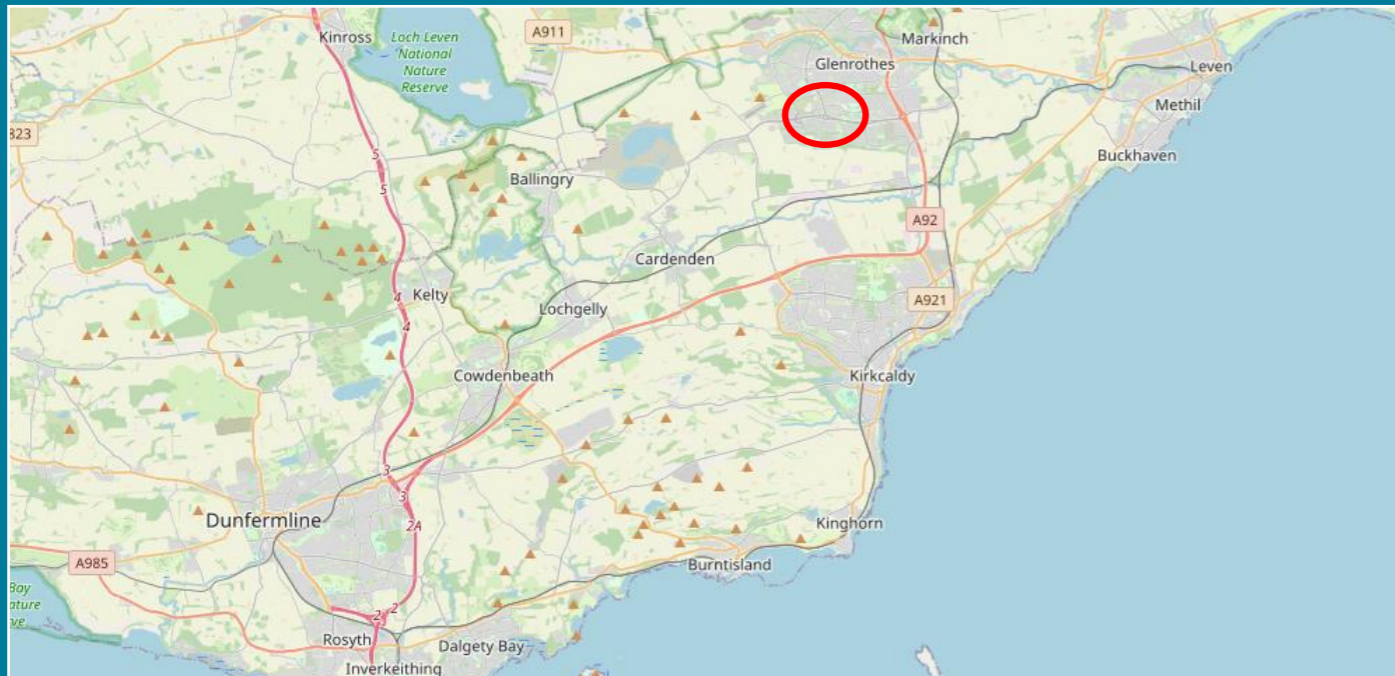 Kinross
Loch Leven
National
Nature
Reserve
A911
Markinch
Glenrothes
Leven
Methil
823
5
5
Ballingry
Buckhaven
A92
Cardenden
Kelty
4
4
Lochgelly
A921
Cowdenbeath
Kirkcaldy
3
3
2A
Dunfermline
Kinghorn
A985
Burntisland
Bay
ature
ve
2
2
Rosyth
Dalgety Bay
Inverkeithing